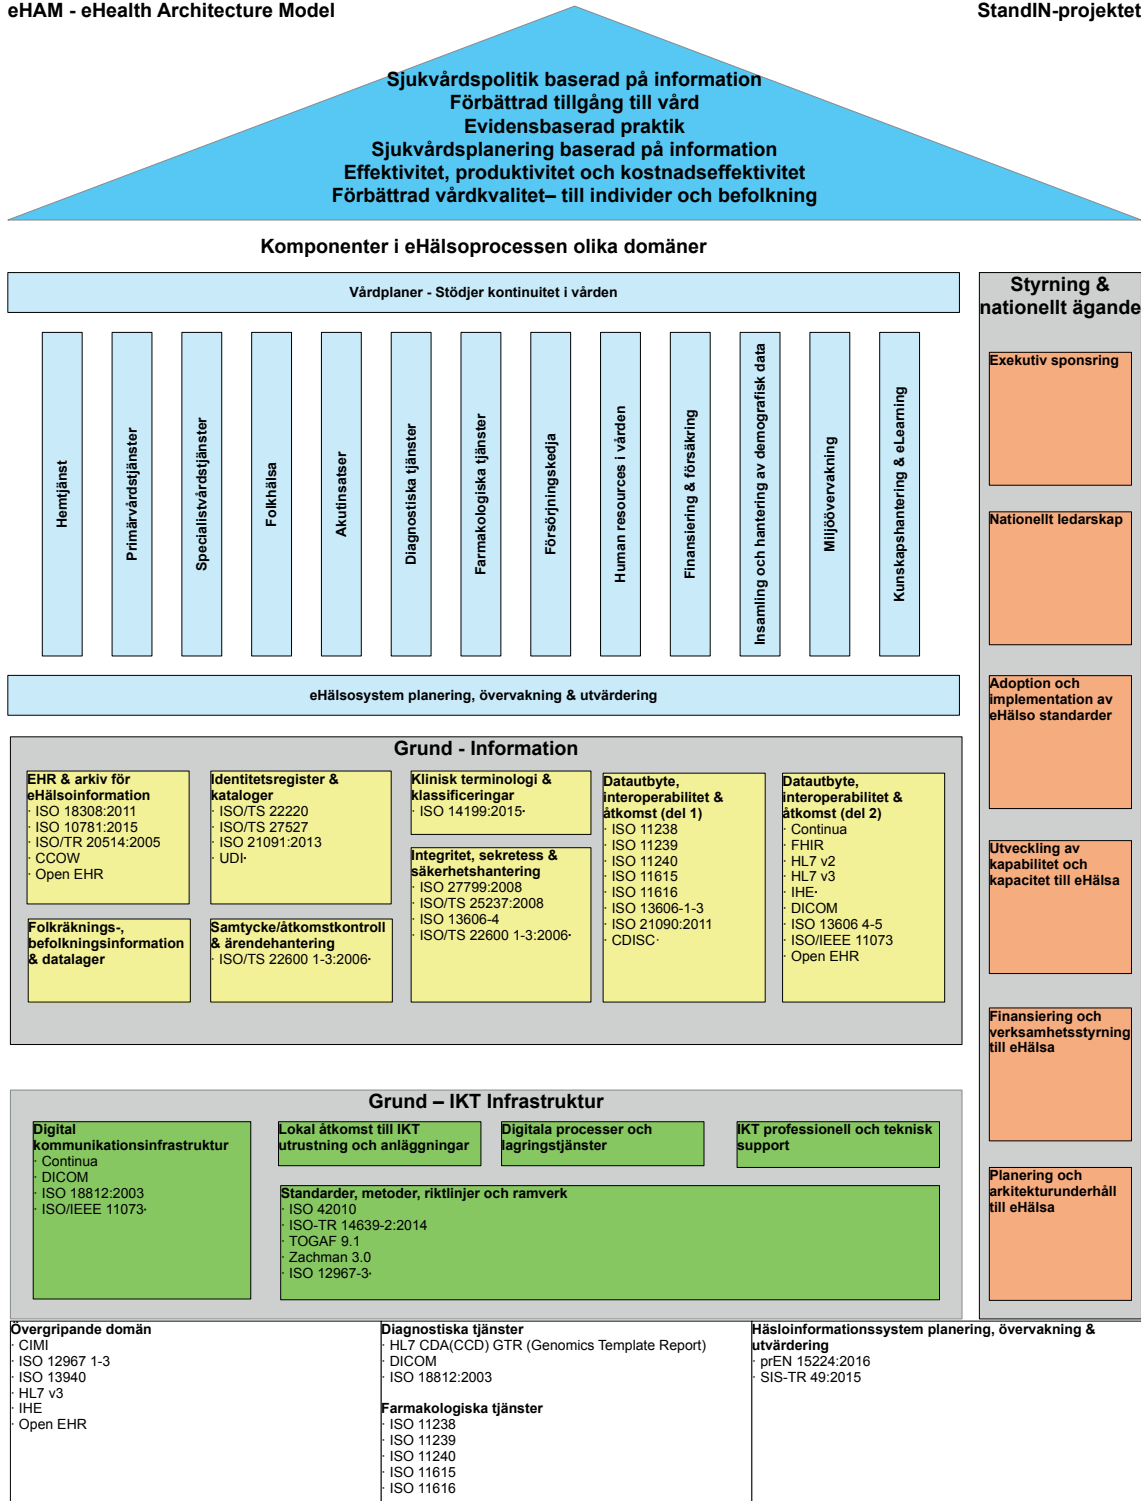 eHAM - eHealth Architecture Model
StandIN-projektet
Sjukvårdspolitik baserad på information
Förbättrad tillgång till vård
Evidensbaserad praktik
Sjukvårdsplanering baserad på information
Effektivitet, produktivitet och kostnadseffektivitet
Förbättrad vårdkvalitet– till individer och befolkning
Komponenter i eHälsoprocessen olika domäner
Vårdplaner - Stödjer kontinuitet i vården
Hemtjänst
Primärvårdstjänster
Specialistvårdstjänster
Folkhälsa
Akutinsatser
Diagnostiska tjänster
Farmakologiska tjänster
Försörjningskedja
Human resources i vården
Finansiering & försäkring
Insamling och hantering av demografisk data
Miljöövervakning
Kunskapshantering & eLearning
eHälsosystem planering, övervakning & utvärdering
Styrning &
nationellt ägande
Exekutiv sponsring
Nationellt ledarskap
Adoption och
implementation av
eHälso standarder
Utveckling av
kapabilitet och
kapacitet till eHälsa
Finansiering och
verksamhetsstyrning
till eHälsa
Planering och
arkitekturunderhåll
till eHälsa
Grund - Information
EHR & arkiv för
eHälsoinformation
· ISO 18308:2011
· ISO 10781:2015
· ISO/TR 20514:2005
· CCOW
· Open EHR
Identitetsregister &
kataloger
· ISO/TS 22220
· ISO/TS 27527
· ISO 21091:2013
· UDI·
Klinisk terminologi &
klassificeringar
· ISO 14199:2015·
Integritet, sekretess &
säkerhetshantering
· ISO 27799:2008
· ISO/TS 25237:2008
· ISO 13606-4
· ISO/TS 22600 1-3:2006·
Datautbyte,
interoperabilitet &
åtkomst (del 1)
· ISO 11238
· ISO 11239
· ISO 11240
· ISO 11615
· ISO 11616
· ISO 13606-1-3
· ISO 21090:2011
· CDISC·
Datautbyte,
interoperabilitet &
åtkomst (del 2)
· Continua
· FHIR
· HL7 v2
· HL7 v3
· IHE·
· DICOM
· ISO 13606 4-5
· ISO/IEEE 11073
· Open EHR
Folkräknings-,
befolkningsinformation
& datalager
Samtycke/åtkomstkontroll
& ärendehantering
· ISO/TS 22600 1-3:2006·
Grund – IKT Infrastruktur
Digital
kommunikationsinfrastruktur
· Continua
· DICOM
· ISO 18812:2003
· ISO/IEEE 11073·
Lokal åtkomst till IKT
utrustning och anläggningar
Digitala processer och
lagringstjänster
IKT professionell och teknisk
support
Standarder, metoder, riktlinjer och ramverk
· ISO 42010
· ISO-TR 14639-2:2014
· TOGAF 9.1
· Zachman 3.0
· ISO 12967-3·
Övergripande domän
· CIMI
· ISO 12967 1-3
· ISO 13940
· HL7 v3
· IHE
· Open EHR
Diagnostiska tjänster
· HL7 CDA(CCD) GTR (Genomics Template Report)
· DICOM
· ISO 18812:2003
Farmakologiska tjänster
· ISO 11238
· ISO 11239
· ISO 11240
· ISO 11615
· ISO 11616
Häsloinformationssystem planering, övervakning &
utvärdering
· prEN 15224:2016
· SIS-TR 49:2015